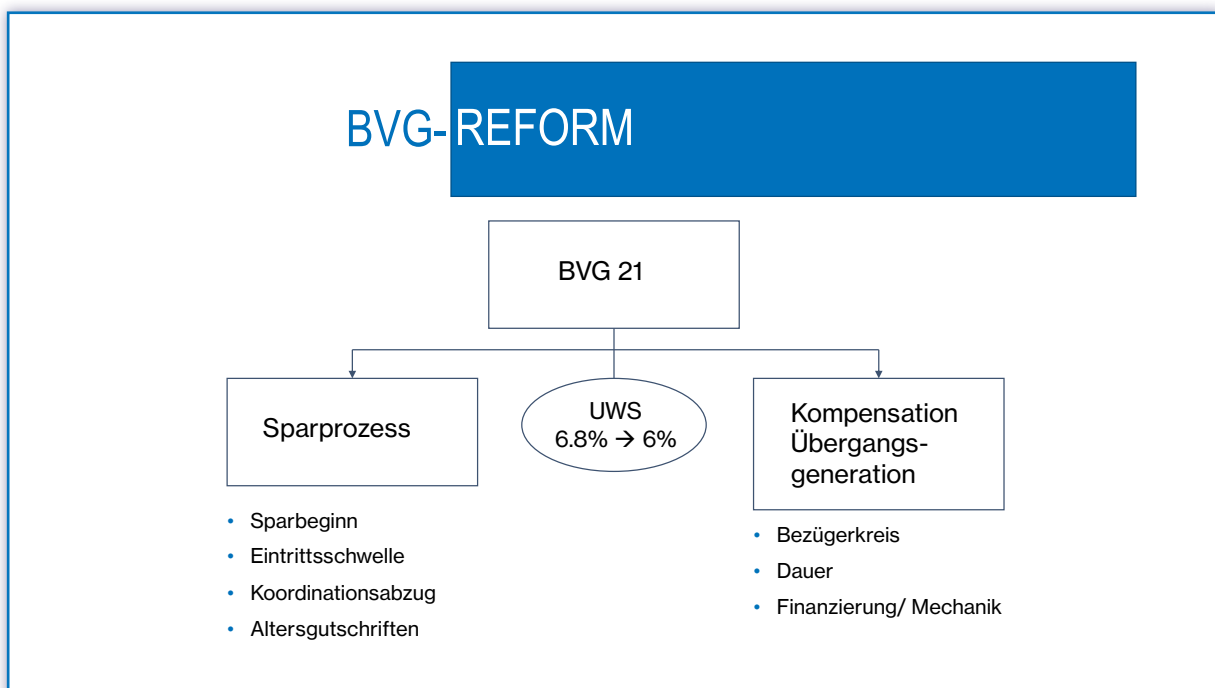 BVG-REFORM
BVG 21
Sparprozess
UWS
6.8% → 6%
Kompensation
Übergangs-
generation
• Sparbeginn
• Eintrittsschwelle
• Koordinationsabzug
• Altersgutschriften
• Bezügerkreis
• Dauer
• Finanzierung/ Mechanik